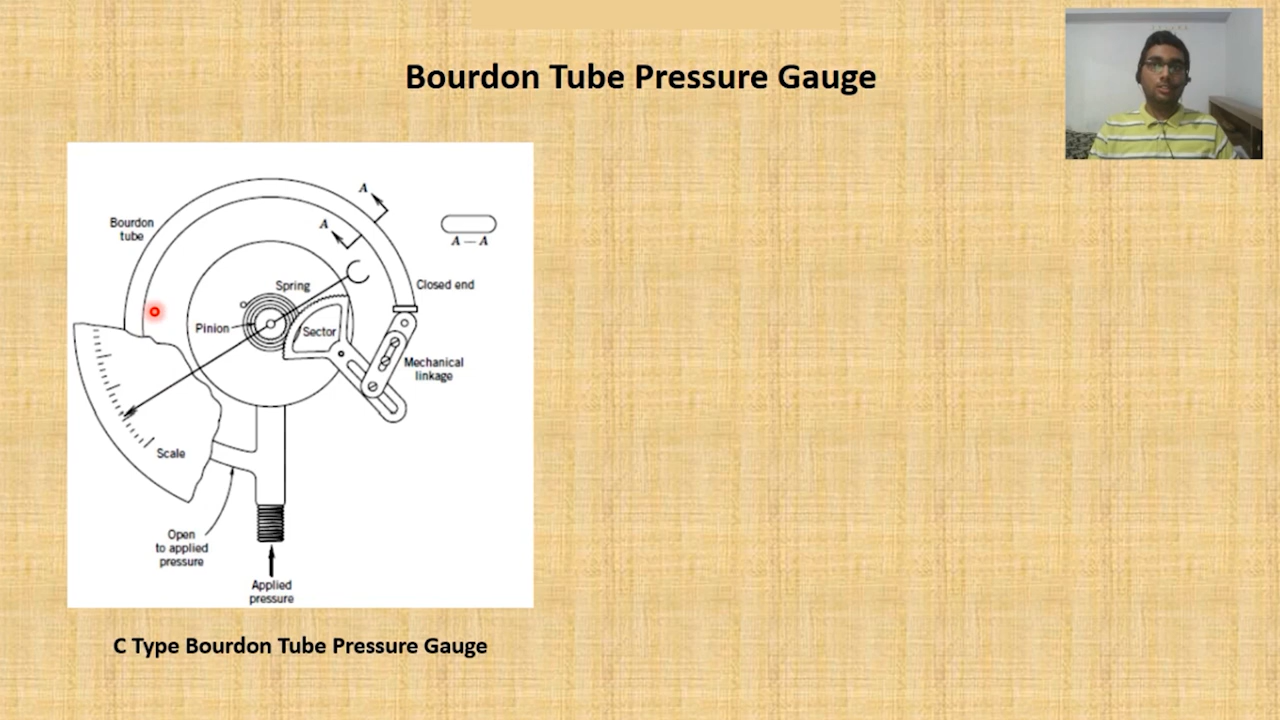 Bourdon Tube Pressure Gauge
A
Bourdon
tube
A
A — A
Spring
Closed end
Pinion
Sector
Mechanical
linkage
Scale
Open
to applied
pressure
Applied
pressure
C Type Bourdon Tube Pressure Gauge